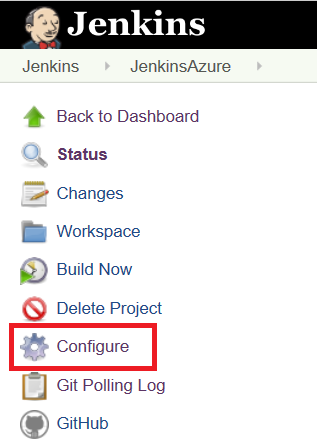 Jenkins
Jenkins JenkinsAzure
Back to Dashboard
Status
Changes
Workspace
Build Now
Delete Project
Configure
Git Polling Log
GitHub